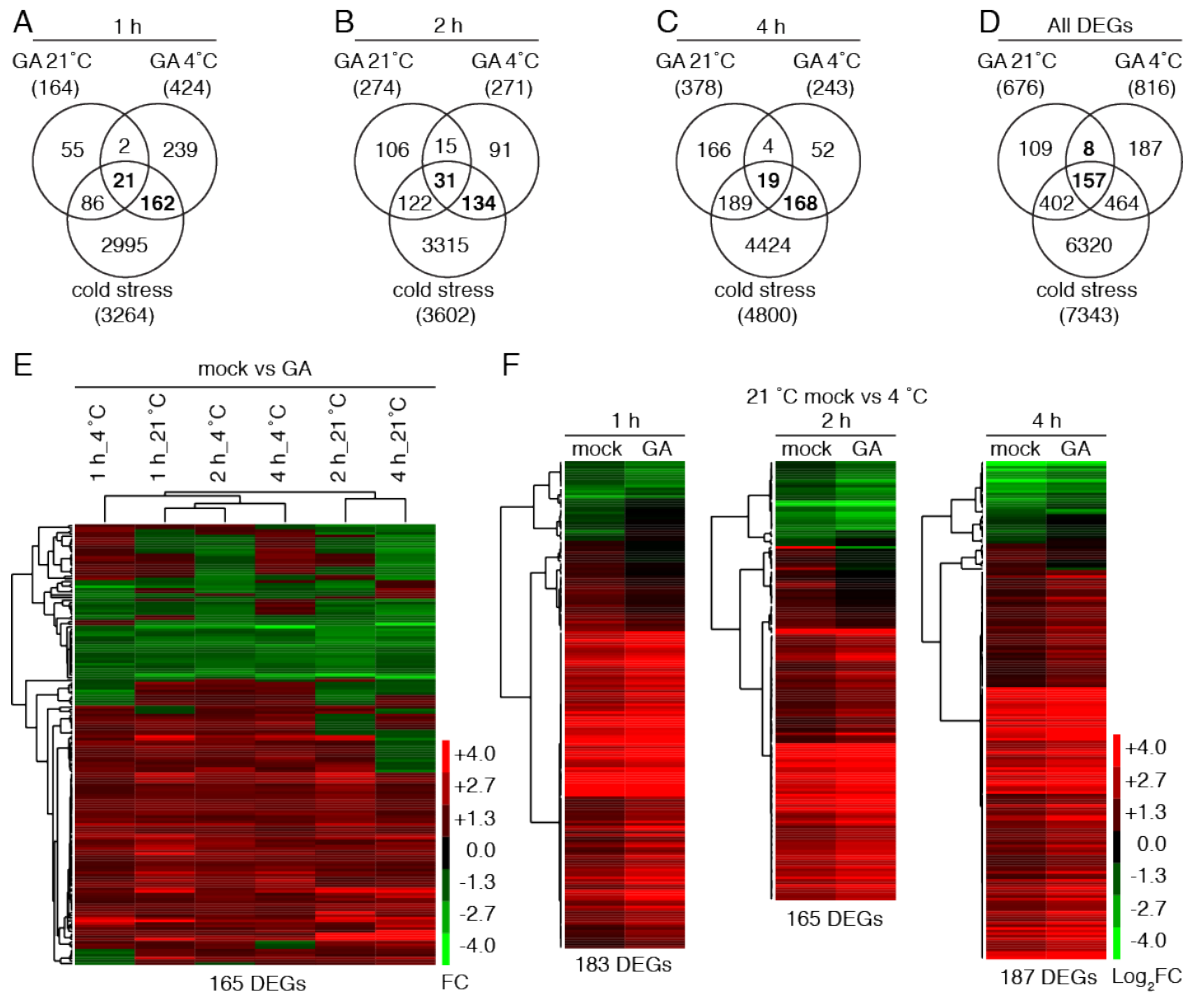 A
1 h
GA 21˚C
GA 4˚C
(164)
(424)
55
2
239
21
86
162
2995
cold stress
(3264)
B
2 h
GA 21˚C
GA 4˚C
(274)
(271)
106
15
91
31
122
134
3315
cold stress
(3602)
C
4 h
GA 21˚C
GA 4˚C
(378)
(243)
166
4
52
19
189
168
4424
cold stress
(4800)
D
All DEGs
GA 21˚C
GA 4˚C
(676)
(816)
109
8
187
157
402
464
6320
cold stress
(7343)
E
mock vs GA
1 h_4˚C
1 h_21˚C
2 h_4˚C
4 h_4˚C
2 h_21˚C
4 h_21˚C
+4.0
+2.7
+1.3
0.0
-1.3
-2.7
-4.0
165 DEGs
FC
F
21 ˚C mock vs 4 ˚C
1 h
mock GA
183 DEGs
2 h
mock GA
165 DEGs
4 h
mock GA
187 DEGs
+4.0
+2.7
+1.3
0.0
-1.3
-2.7
-4.0
Log₂FC